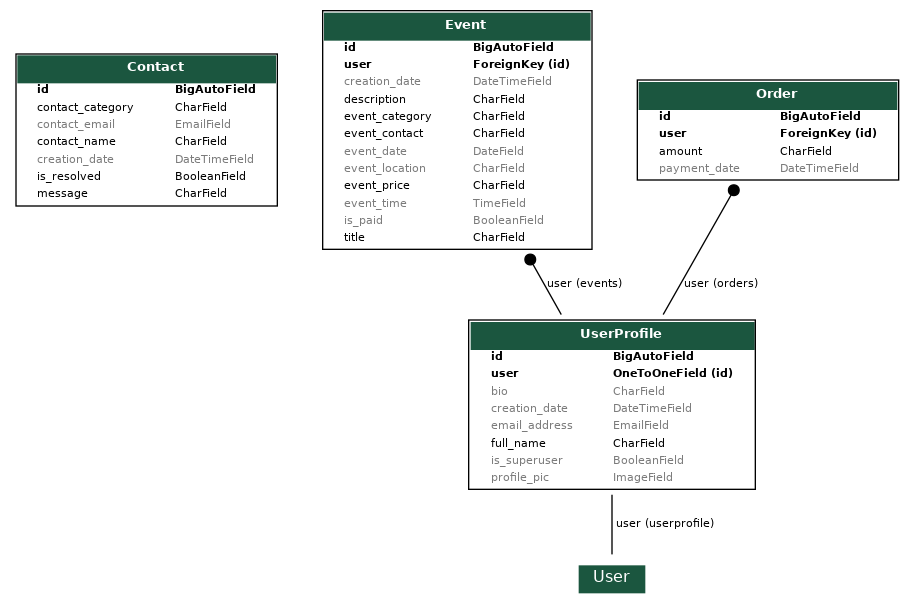 Contact
id BigAutoField
contact_category CharField
contact_email EmailField
contact_name CharField
creation_date DateTimeField
is_resolved BooleanField
message CharField
Event
id BigAutoField
user ForeignKey (id)
creation_date DateTimeField
description CharField
event_category CharField
event_contact CharField
event_date DateField
event_location CharField
event_price CharField
event_time TimeField
is_paid BooleanField
title CharField
Order
id BigAutoField
user ForeignKey (id)
amount CharField
payment_date DateTimeField
user (events)
user (orders)
UserProfile
id BigAutoField
user OneToOneField (id)
bio CharField
creation_date DateTimeField
email_address EmailField
full_name CharField
is_superuser BooleanField
profile_pic ImageField
user (userprofile)
User